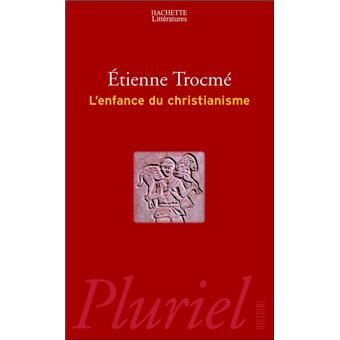 HACHETTE
Littératures
Étienne Trocmé
L'enfance du christianisme
Pluriel
HISTOIRE